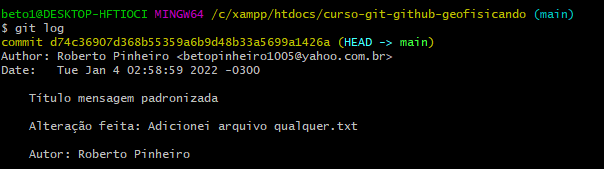 beto1@DESKTOP-HFTIOCI MINGW64 /c/xampp/htdocs/curso-git-github-geofisicando (main)
$ git log
commit d74c36907d368b55359a6b9d48b33a5699a1426a (HEAD -> main)
Author: Roberto Pinheiro <betopinheiro1005@yahoo.com.br>
Date:   Tue Jan 4 02:58:59 2022 -0300
Título mensagem padronizada
Alteração feita: Adicionei arquivo qualquer.txt
Autor: Roberto Pinheiro